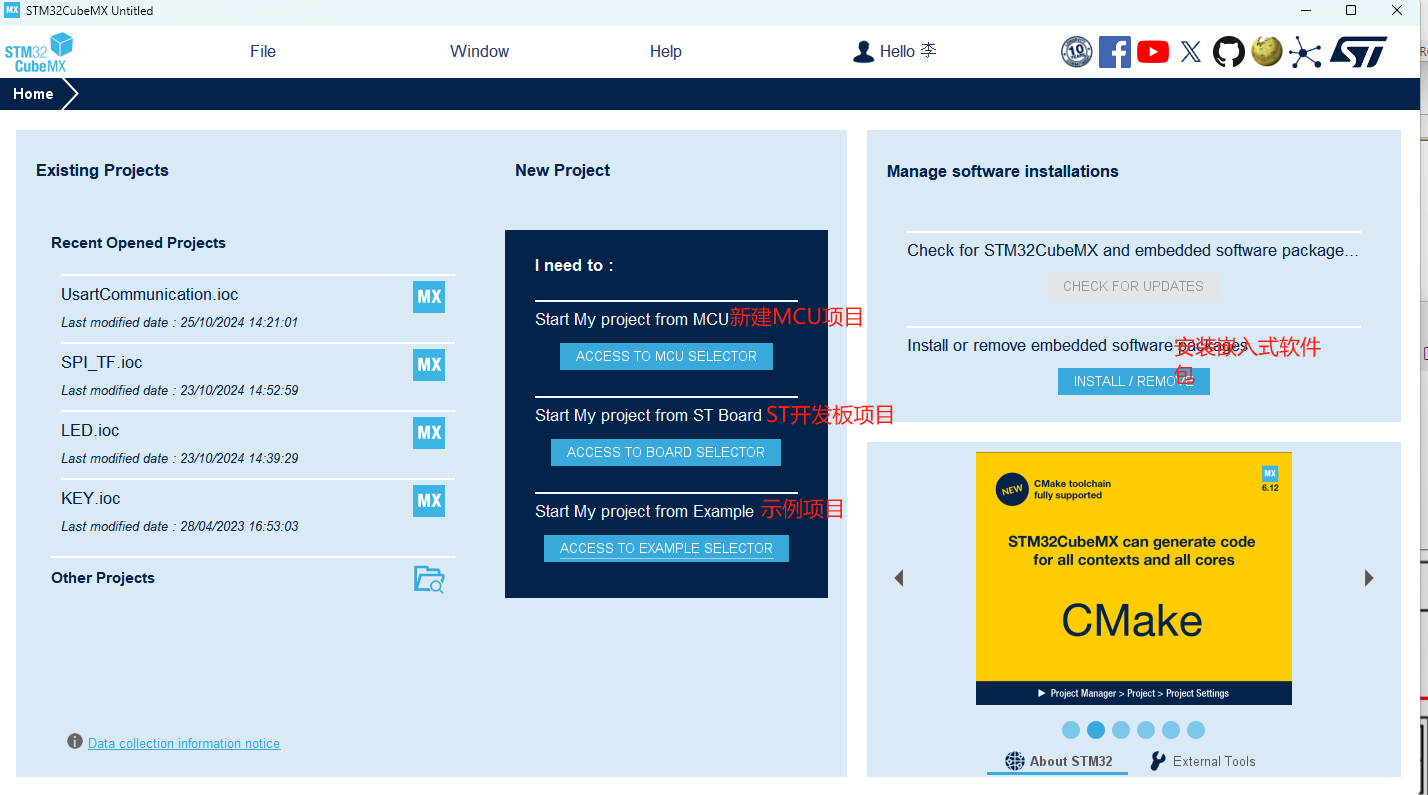 MX STM32CubeMX Untitled
STM32 CubeMX
File
Window
Help
Hello 李
10
ST
Home
Existing Projects
Recent Opened Projects
UsartCommunication.ioc
MX
Last modified date : 25/10/2024 14:21:01
SPI_TF.ioc
MX
Last modified date : 23/10/2024 14:52:59
LED.ioc
MX
Last modified date : 23/10/2024 14:39:29
KEY.ioc
MX
Last modified date : 28/04/2023 16:53:03
Other Projects
Data collection information notice
New Project
I need to :
Start My project from MCU
新建MCU项目
ACCESS TO MCU SELECTOR
Start My project from ST Board
ST开发板项目
ACCESS TO BOARD SELECTOR
Start My project from Example
示例项目
ACCESS TO EXAMPLE SELECTOR
Manage software installations
Check for STM32CubeMX and embedded software package...
CHECK FOR UPDATES
Install or remove embedded software packages
安装嵌入式软件
包
INSTALL / REMOVE
NEW
CMake toolchain
fully supported
MX
6.12
STM32CubeMX can generate code
for all contexts and all cores
CMake
Project Manager > Project > Project Settings
About STM32
External Tools